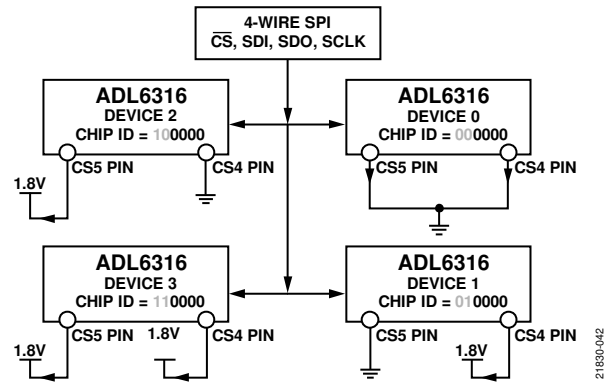 4-WIRE SPI
CS, SDI, SDO, SCLK
ADL6316
DEVICE 2
CHIP ID = 100000
CS5 PIN
CS4 PIN
1.8V
ADL6316
DEVICE 0
CHIP ID = 000000
CS5 PIN
CS4 PIN
ADL6316
DEVICE 3
CHIP ID = 110000
CS5 PIN
CS4 PIN
1.8V
1.8V
ADL6316
DEVICE 1
CHIP ID = 010000
CS5 PIN
CS4 PIN
1.8V
21830-042